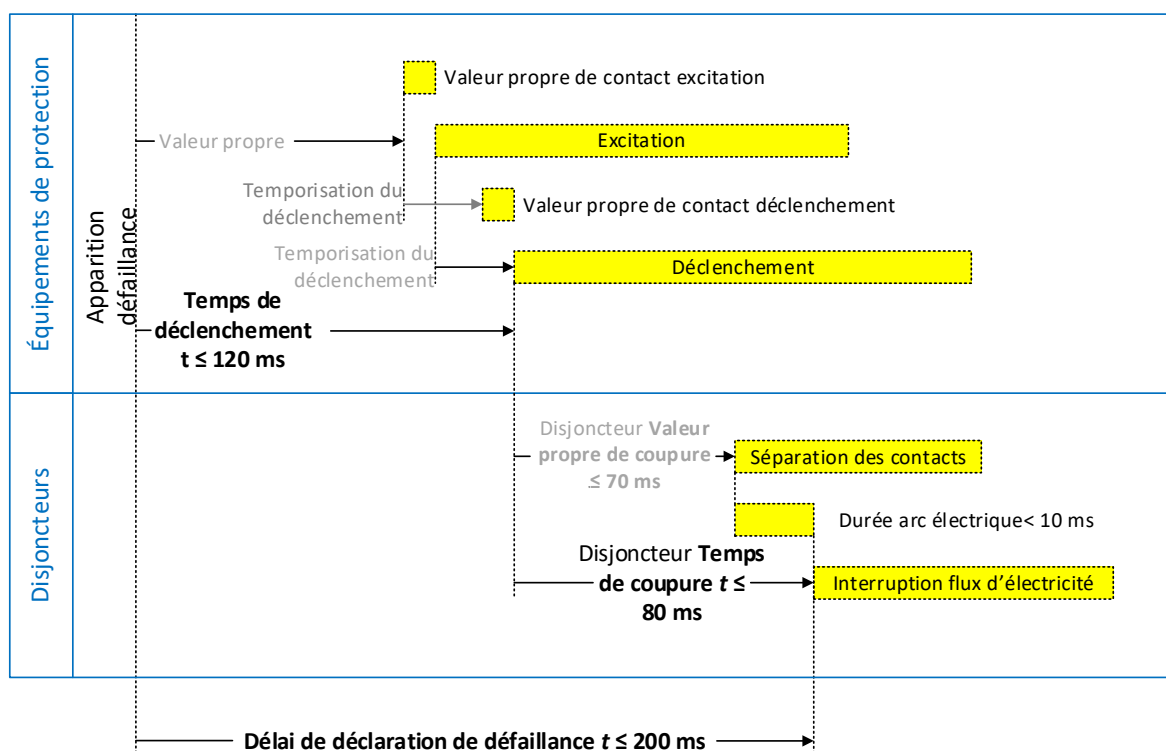 Équipements de protection
Apparition
défaillance
Valeur propre de contact excitation
Valeur propre
Excitation
Temporisation du
déclenchement
Valeur propre de contact déclenchement
Temporisation du
déclenchement
Déclenchement
Temps de
déclenchement
t ≤ 120 ms
Disjoncteurs
Disjoncteur Valeur
propre de coupure
≤ 70 ms
Séparation des contacts
Durée arc électrique< 10 ms
Disjoncteur Temps
de coupure t ≤
80 ms
Interruption flux d’électricité
Délai de déclaration de défaillance t ≤ 200 ms